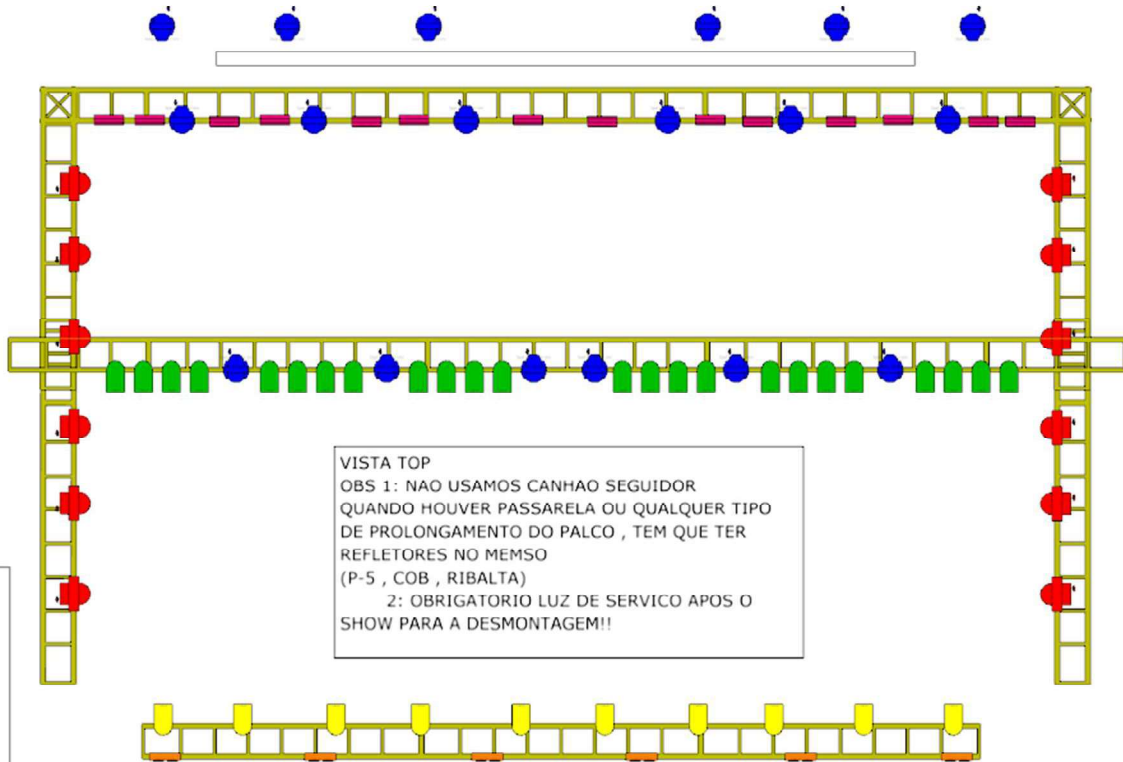 VISTA TOP
OBS 1: NAO USAMOS CANHAO SEGUIDOR
QUANDO HOUVER PASSARELA OU QUALQUER TIPO
DE PROLONGAMENTO DO PALCO , TEM QUE TER
REFLETORES NO MEMSO
(P-5 , COB , RIBALTA)
2: OBRIGATORIO LUZ DE SERVICO APOS O
SHOW PARA A DESMONTAGEM!!